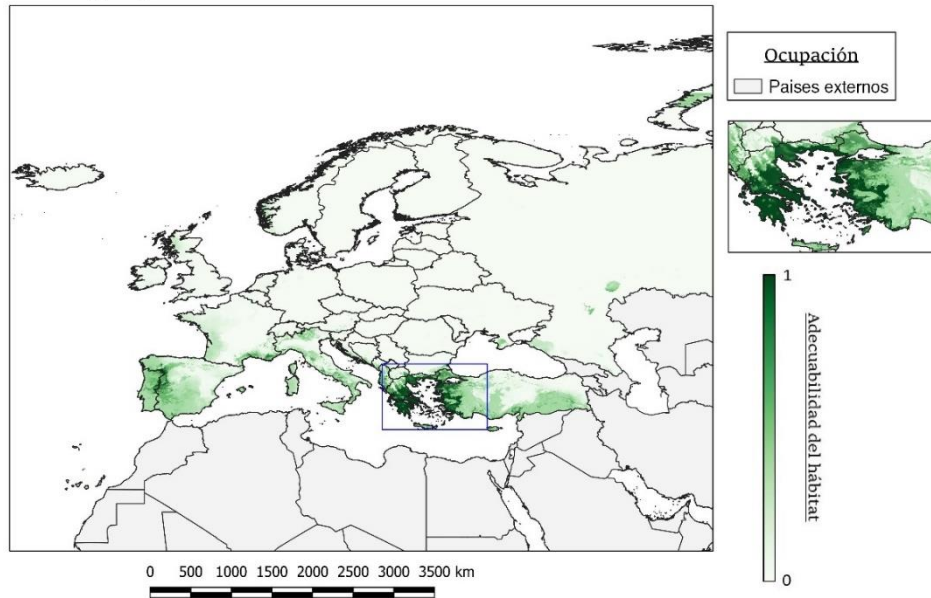 Ocupación
Paises externos
1
Adecuabilidad del hábitat
0
0 500 1000 1500 2000 2500 3000 3500 km